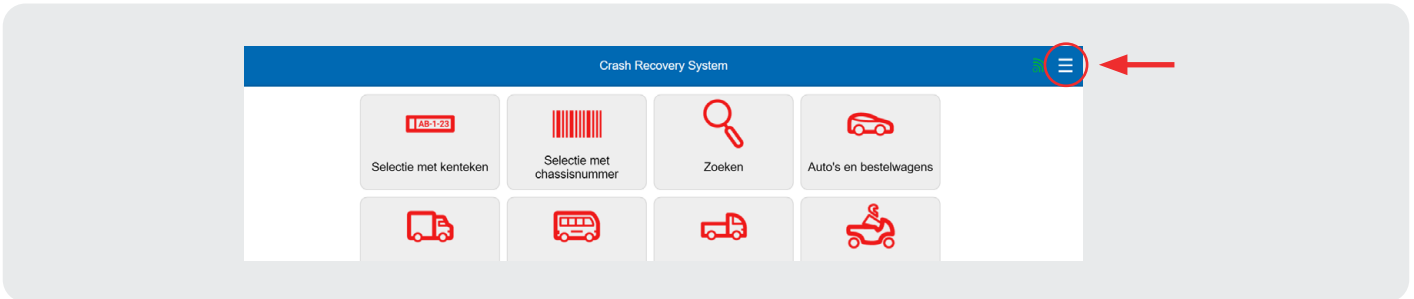 Crash Recovery System
AB-1-23
Selectie met kenteken
Selectie met
chassisnummer
Zoeken
Auto's en bestelwagens